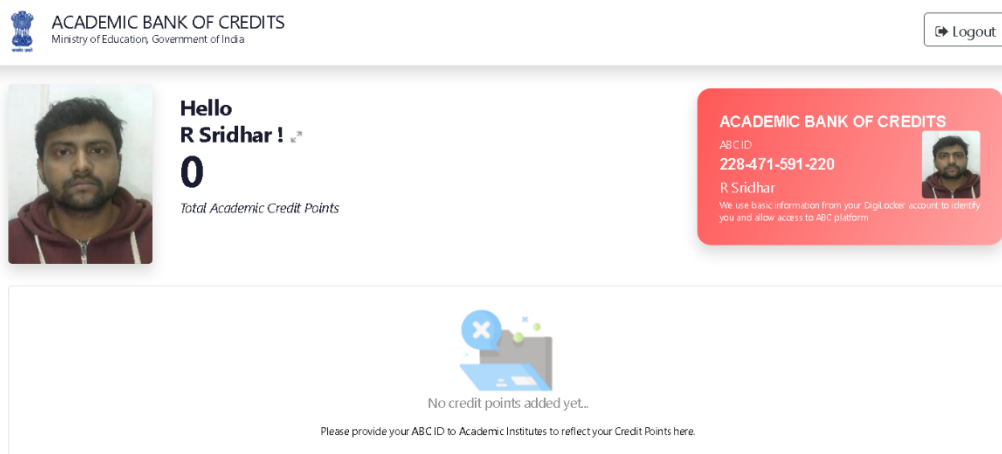 ACADEMIC BANK OF CREDITS
Ministry of Education, Government of India
Logout
Hello
R Sridhar !
0
Total Academic Credit Points
ACADEMIC BANK OF CREDITS
ABC ID
228-471-591-220
R Sridhar
We use basic information from your DigiLocker account to identify
you and allow access to ABC platform
No credit points added yet...
Please provide your ABC ID to Academic Institutes to reflect your Credit Points here.